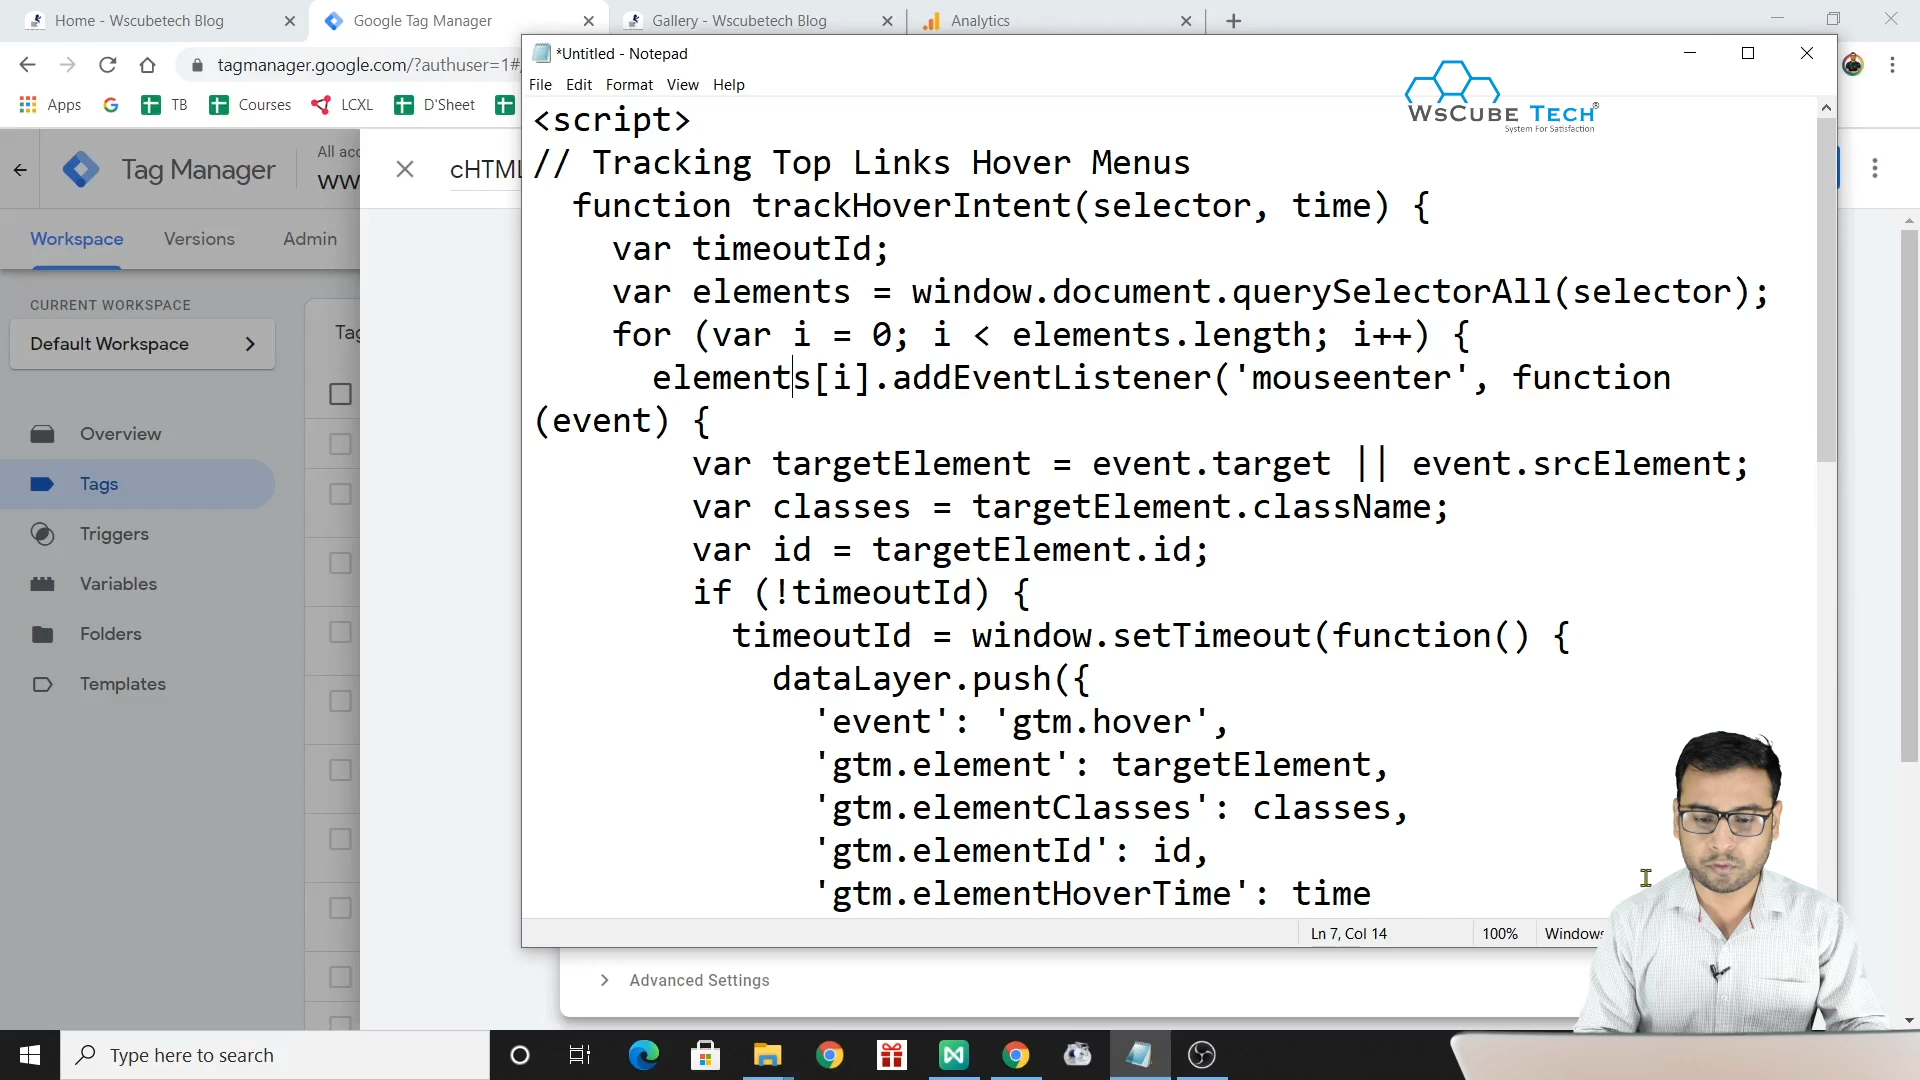 Home - Wscubetech Blog
Google Tag Manager
Gallery - Wscubetech Blog
Analytics
tagmanager.google.com/?authuser=1#
Apps
TB
Courses
LCXL
D'Sheet
*Untitled - Notepad
File Edit Format View Help
WsCube Tech®
System For Satisfaction
Tag Manager
All acc
cHTML
Workspace
Versions
Admin
CURRENT WORKSPACE
Default Workspace
Tag
Overview
Tags
Triggers
Variables
Folders
Templates
<script>
// Tracking Top Links Hover Menus
function trackHoverIntent(selector, time) {
var timeoutId;
var elements = window.document.querySelectorAll(selector);
for (var i = 0; i < elements.length; i++) {
elements[i].addEventListener('mouseenter', function
(event) {
var targetElement = event.target || event.srcElement;
var classes = targetElement.className;
var id = targetElement.id;
if (!timeoutId) {
timeoutId = window.setTimeout(function() {
dataLayer.push({
'event': 'gtm.hover',
'gtm.element': targetElement,
'gtm.elementClasses': classes,
'gtm.elementId': id,
'gtm.elementHoverTime': time
Ln 7, Col 14
100%
Windows
Advanced Settings
Type here to search